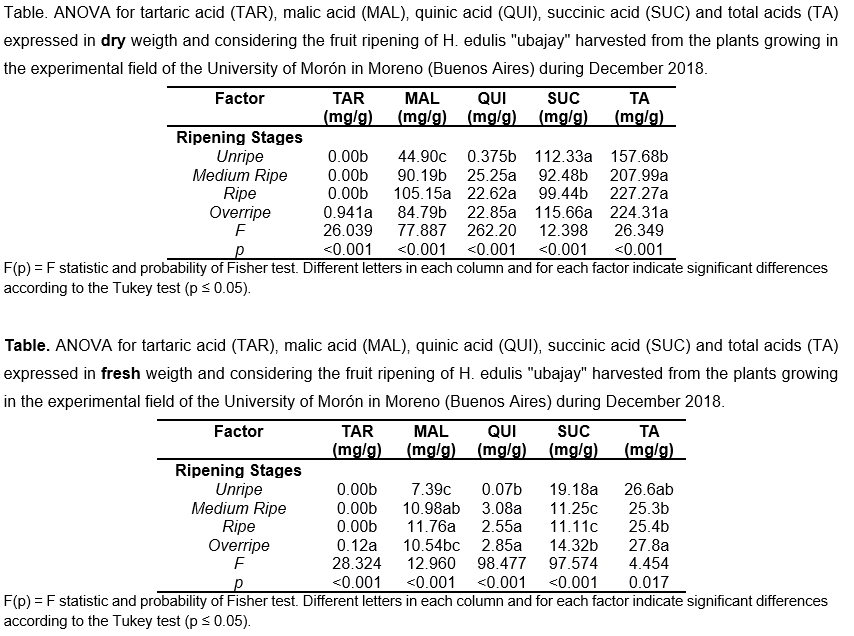 Table. ANOVA for tartaric acid (TAR), malic acid (MAL), quinic acid (QUI), succinic acid (SUC) and total acids (TA)
expressed in dry weigth and considering the fruit ripening of H. edulis "ubajay" harvested from the plants growing in
the experimental field of the University of Morón in Moreno (Buenos Aires) during December 2018.
Factor TAR MAL QUI SUC TA
(mg/g) (mg/g) (mg/g) (mg/g) (mg/g)
Ripening Stages
Unripe 0.00b 44.90c 0.375b 112.33a 157.68b
Medium Ripe 0.00b 90.19b 25.25a 92.48b 207.99a
Ripe 0.00b 105.15a 22.62a 99.44b 227.27a
Overripe 0.941a 84.79b 22.85a 115.66a 224.31a
F 26.039 77.887 262.20 12.398 26.349
p <0.001 <0.001 <0.001 <0.001 <0.001
F(p) = F statistic and probability of Fisher test. Different letters in each column and for each factor indicate significant differences
according to the Tukey test (p ≤ 0.05).
Table. ANOVA for tartaric acid (TAR), malic acid (MAL), quinic acid (QUI), succinic acid (SUC) and total acids (TA)
expressed in fresh weigth and considering the fruit ripening of H. edulis "ubajay" harvested from the plants growing
in the experimental field of the University of Morón in Moreno (Buenos Aires) during December 2018.
Factor TAR MAL QUI SUC TA
(mg/g) (mg/g) (mg/g) (mg/g) (mg/g)
Ripening Stages
Unripe 0.00b 7.39c 0.07b 19.18a 26.6ab
Medium Ripe 0.00b 10.98ab 3.08a 11.25c 25.3b
Ripe 0.00b 11.76a 2.55a 11.11c 25.4b
Overripe 0.12a 10.54bc 2.85a 14.32b 27.8a
F 28.324 12.960 98.477 97.574 4.454
p <0.001 <0.001 <0.001 <0.001 0.017
F(p) = F statistic and probability of Fisher test. Different letters in each column and for each factor indicate significant differences
according to the Tukey test (p ≤ 0.05).